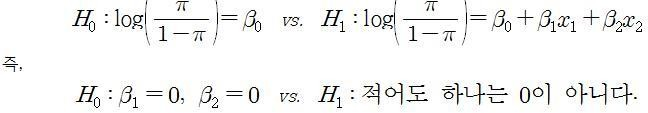 H₀ : log(π/(1−π)) = β₀ vs. H₁ : log(π/(1−π)) = β₀ + β₁x₁ + β₂x₂
즉,
H₀ : β₁ = 0, β₂ = 0 vs. H₁ : 적어도 하나는 0이 아니다.